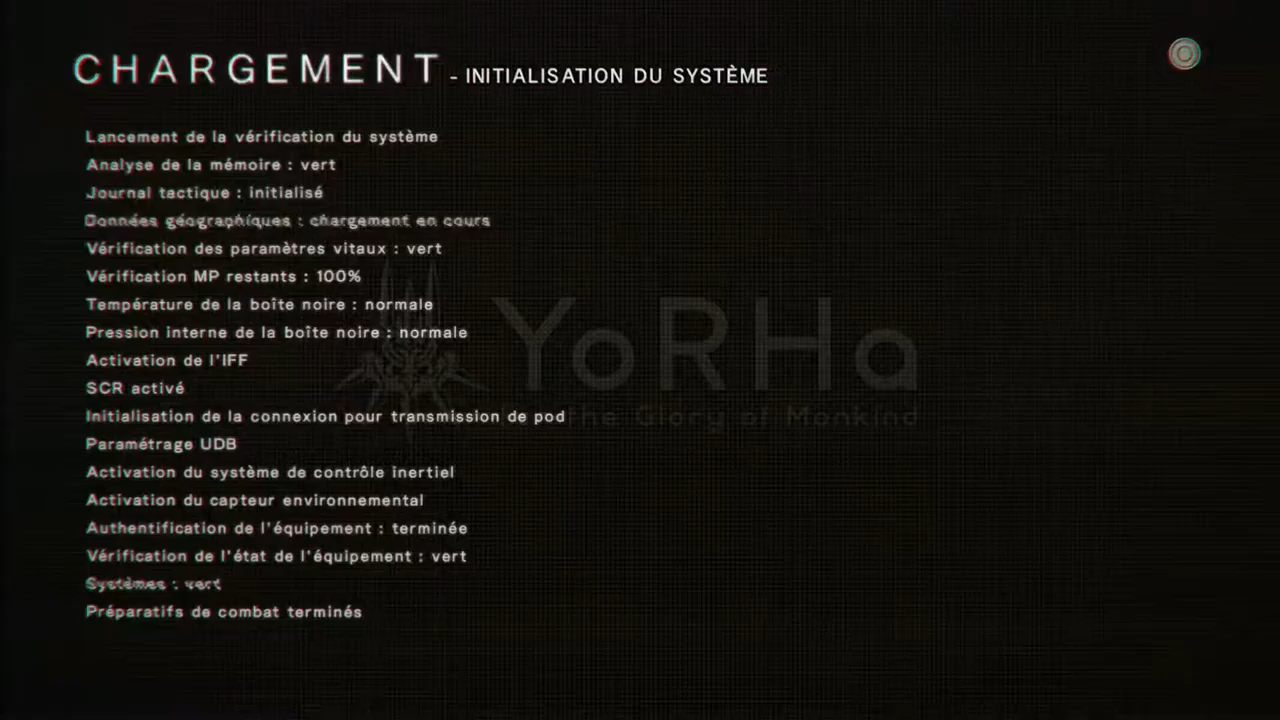 CHARGEMENT - INITIALISATION DU SYSTÈME
Lancement de la vérification du système
Analyse de la mémoire : vert
Journal tactique : initialisé
Données géographiques : chargement en cours
Vérification des paramètres vitaux : vert
Vérification MP restants : 100%
Température de la boîte noire : normale
Pression interne de la boîte noire : normale
Activation de l'IFF
SCR activé
Initialisation de la connexion pour transmission de pod
Paramétrage UDB
Activation du système de contrôle inertiel
Activation du capteur environnemental
Authentification de l'équipement : terminée
Vérification de l'état de l'équipement : vert
Systèmes : vert
Préparatifs de combat terminés
YoRHa
The Glory of Mankind